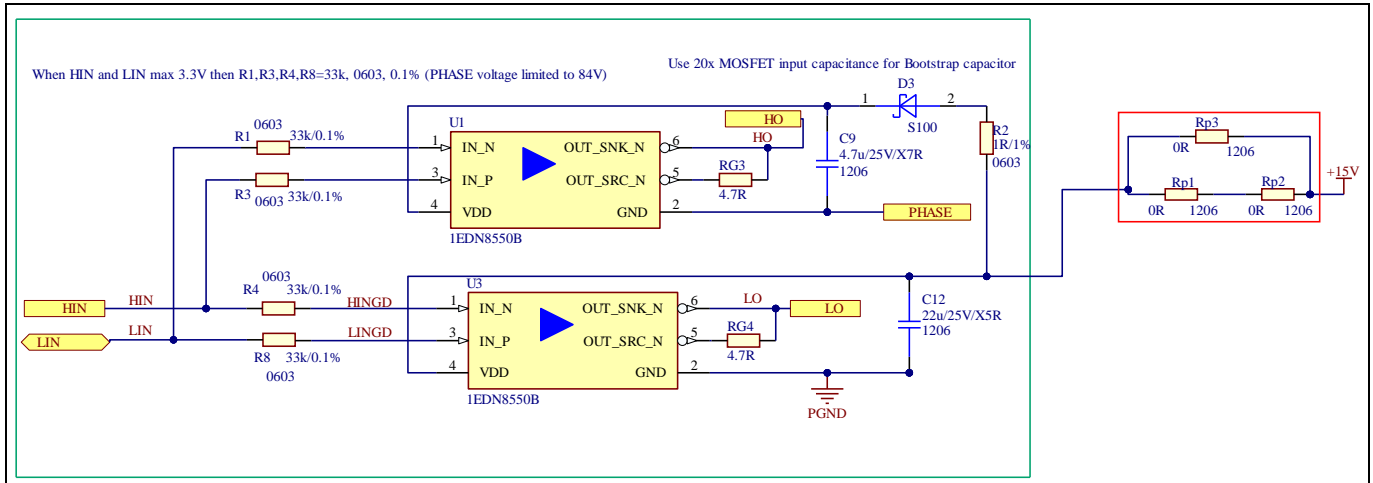 When HIN and LIN max 3.3V then R1,R3,R4,R8=33k, 0603, 0.1% (PHASE voltage limited to 84V)
Use 20x MOSFET input capacitance for Bootstrap capacitor
D3
1
2
S100
R2
1R/1%
0603
Rp3
0R
1206
Rp1
0R
1206
Rp2
0R
1206
+15V
0603
R1
33k/0.1%
R3
0603
33k/0.1%
U1
1
IN_N
3
IN_P
4
VDD
OUT_SNK_N
6
OUT_SRC_N
5
GND
2
1EDN8550B
HO
HO
RG3
4.7R
C9
4.7u/25V/X7R
1206
PHASE
HIN
HIN
LIN
LIN
0603
R4
33k/0.1%
HINGD
R8
33k/0.1%
0603
LINGD
U3
1
IN_N
3
IN_P
4
VDD
OUT_SNK_N
6
OUT_SRC_N
5
GND
2
1EDN8550B
LO
LO
RG4
4.7R
C12
22u/25V/X5R
1206
PGND